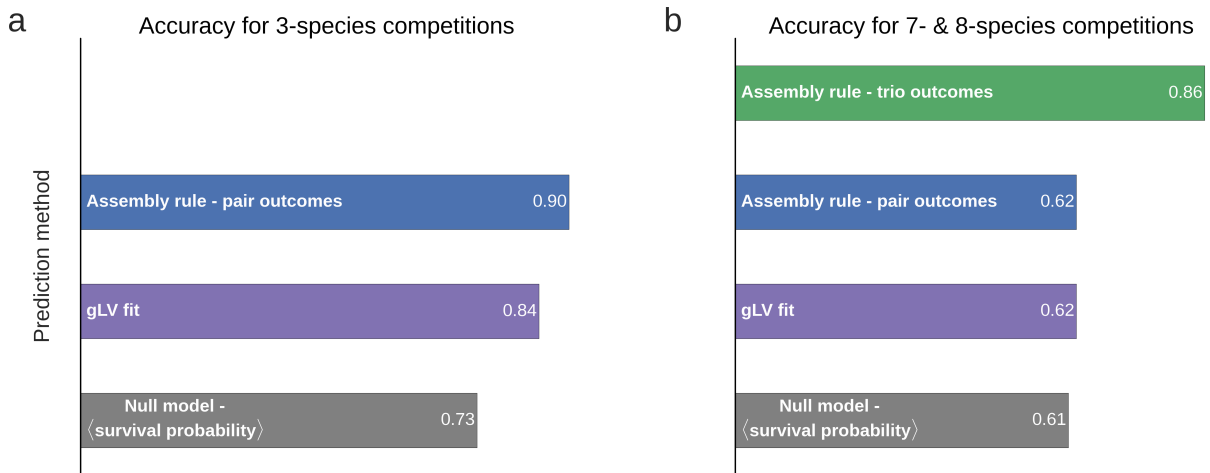 a
Accuracy for 3-species competitions
Prediction method
Assembly rule - pair outcomes 0.90
gLV fit 0.84
Null model -
⟨survival probability⟩ 0.73
b
Accuracy for 7- & 8-species competitions
Assembly rule - trio outcomes 0.86
Assembly rule - pair outcomes 0.62
gLV fit 0.62
Null model -
⟨survival probability⟩ 0.61